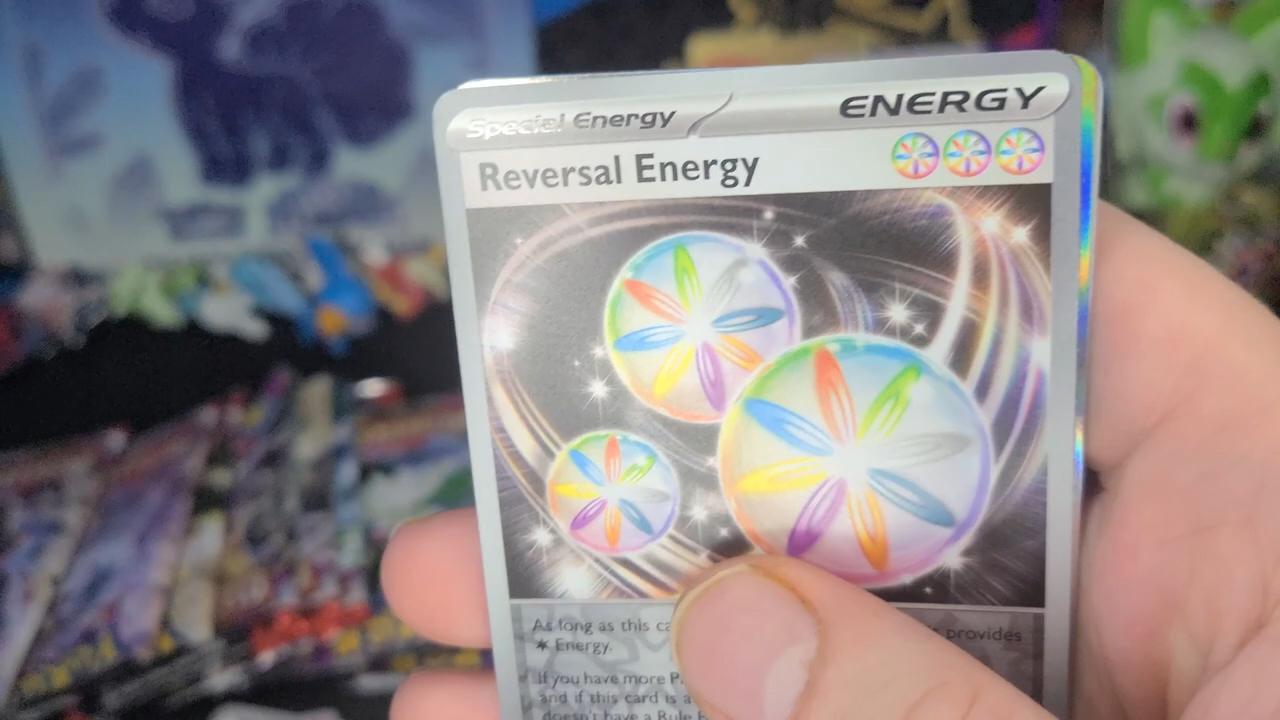 Special Energy
ENERGY
Reversal Energy
As long as this
provides
Energy.
If you have more
and if this card is a
doesn't have a Rule